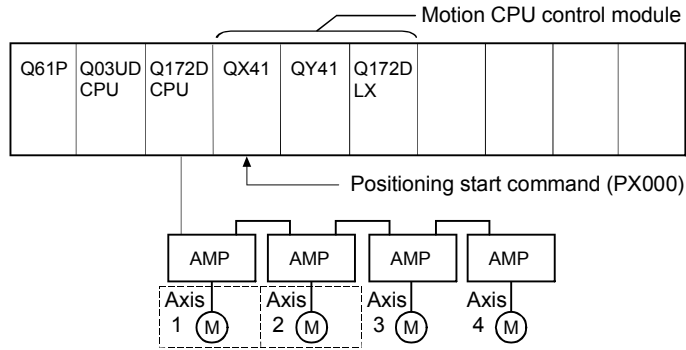 Motion CPU control module
Q61P
Q03UD
CPU
Q172D
CPU
QX41
QY41
Q172D
LX
Positioning start command (PX000)
AMP
AMP
AMP
AMP
Axis
1
M
Axis
2
M
Axis
3
M
Axis
4
M